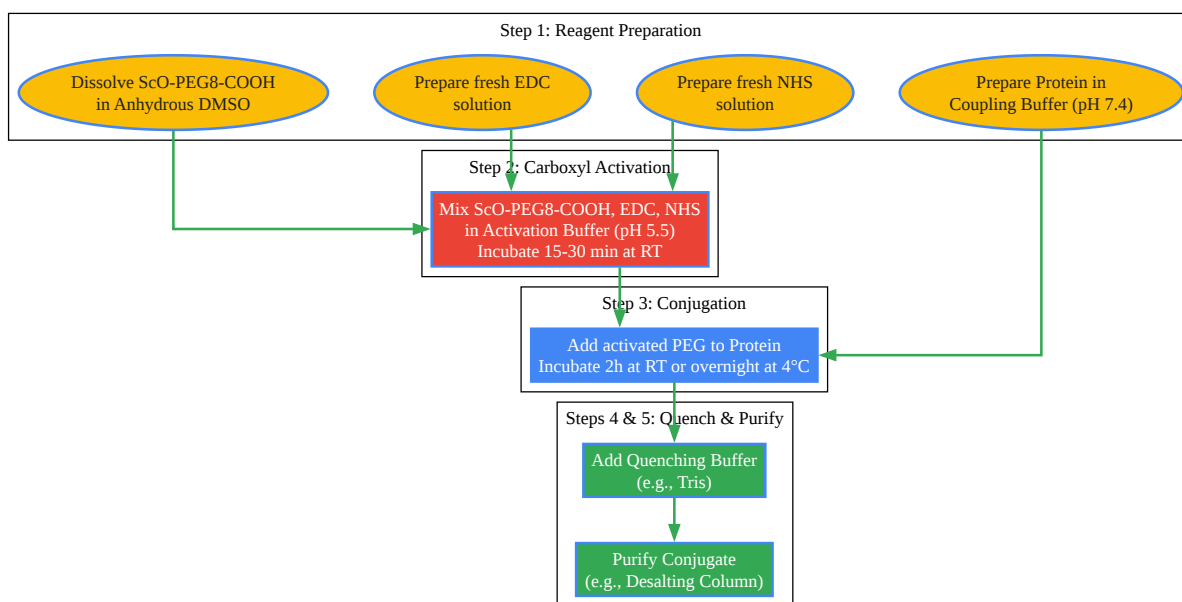 Step 1: Reagent Preparation
Dissolve ScO-PEG8-COOH
in Anhydrous DMSO
Prepare fresh EDC
solution
Prepare fresh NHS
solution
Prepare Protein in
Coupling Buffer (pH 7.4)
Step 2: Carboxyl Activation
Mix ScO-PEG8-COOH, EDC, NHS
in Activation Buffer (pH 5.5)
Incubate 15-30 min at RT
Step 3: Conjugation
Add activated PEG to Protein
Incubate 2h at RT or overnight at 4°C
Steps 4 & 5: Quench & Purify
Add Quenching Buffer
(e.g., Tris)
Purify Conjugate
(e.g., Desalting Column)